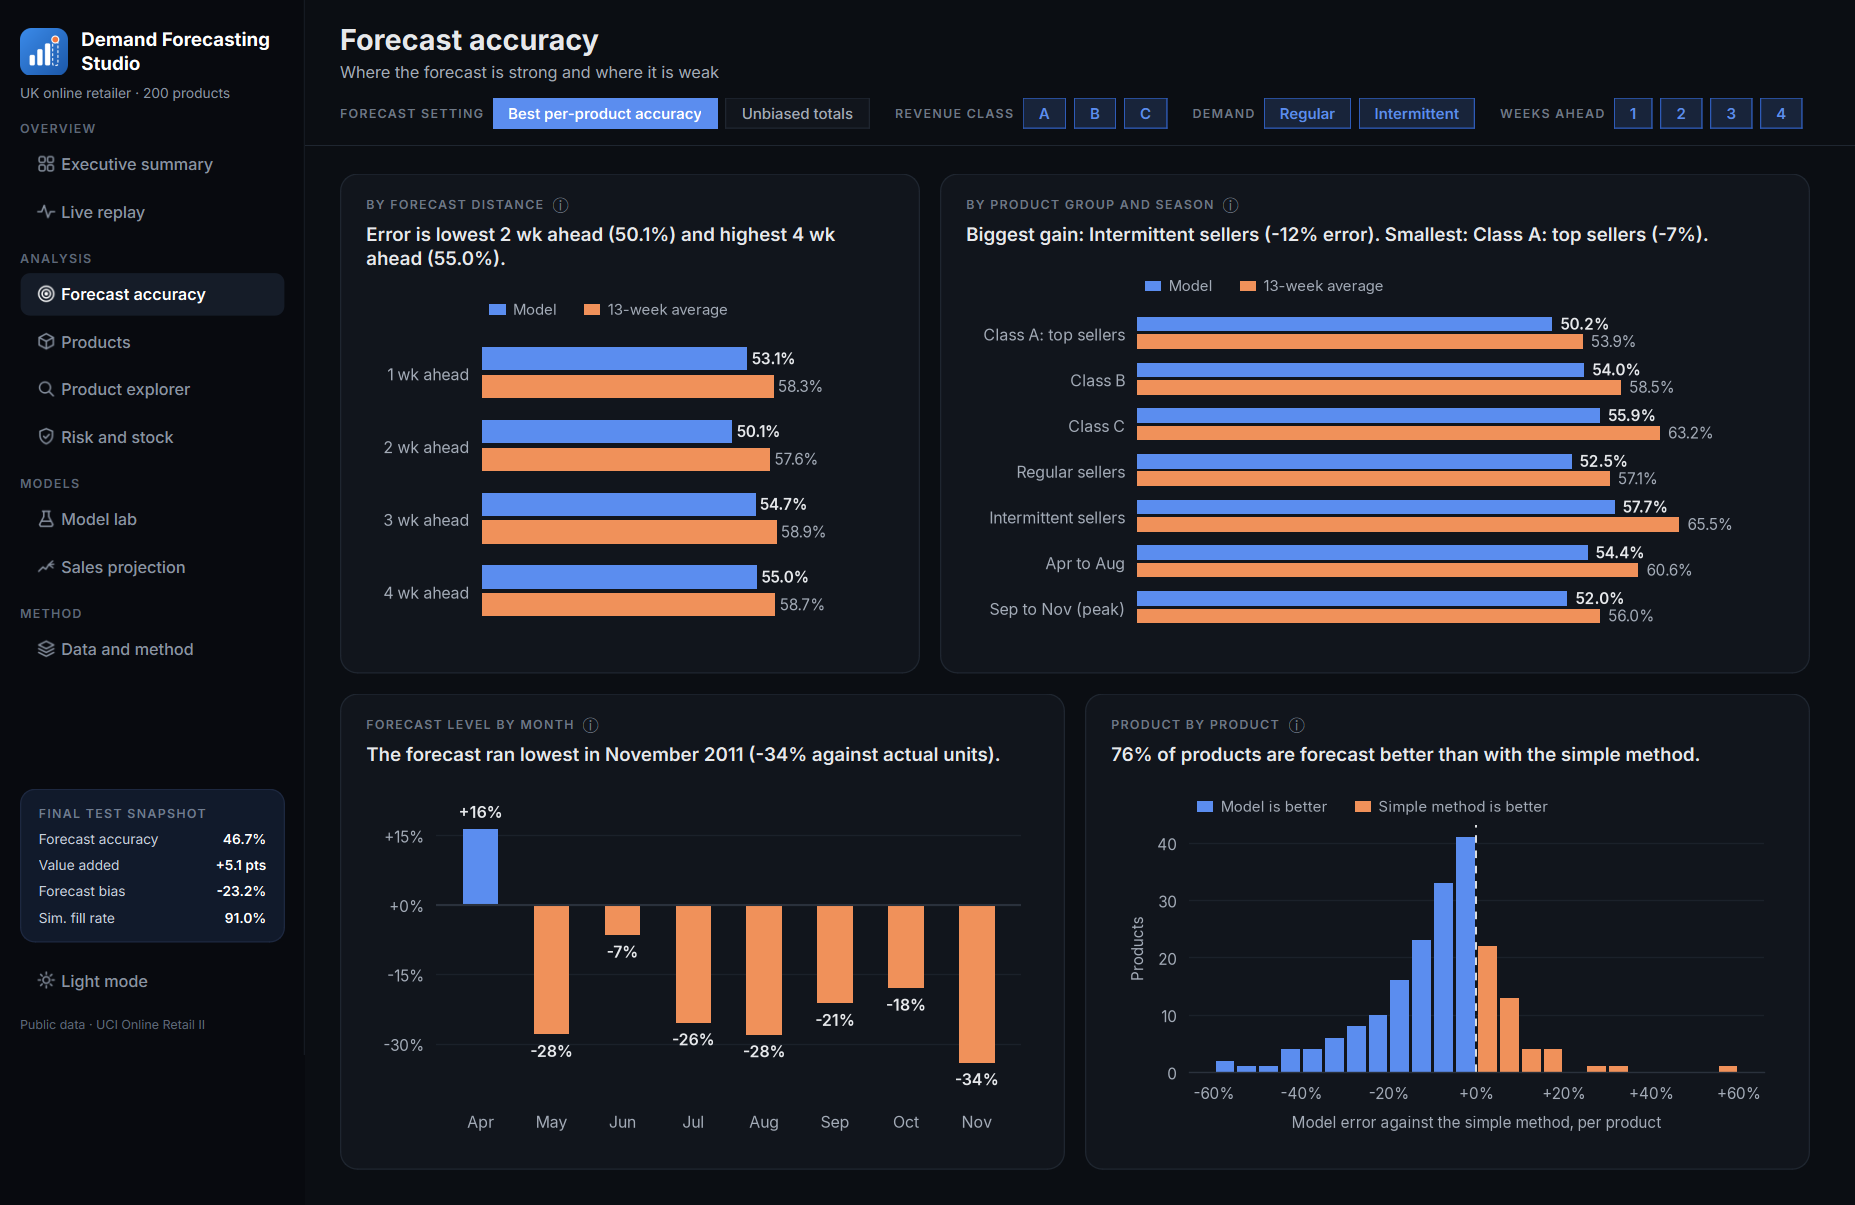 Demand Forecasting
Studio
UK online retailer · 200 products
OVERVIEW
Executive summary
Live replay
ANALYSIS
Forecast accuracy
Products
Product explorer
Risk and stock
MODELS
Model lab
Sales projection
METHOD
Data and method
FINAL TEST SNAPSHOT
Forecast accuracy 46.7%
Value added +5.1 pts
Forecast bias -23.2%
Sim. fill rate 91.0%
Light mode
Public data · UCI Online Retail II
Forecast accuracy
Where the forecast is strong and where it is weak
FORECAST SETTING Best per-product accuracy Unbiased totals REVENUE CLASS A B C DEMAND Regular Intermittent WEEKS AHEAD 1 2 3 4
BY FORECAST DISTANCE
Error is lowest 2 wk ahead (50.1%) and highest 4 wk
ahead (55.0%).
Model 13-week average
1 wk ahead 53.1%
58.3%
2 wk ahead 50.1%
57.6%
3 wk ahead 54.7%
58.9%
4 wk ahead 55.0%
58.7%
BY PRODUCT GROUP AND SEASON
Biggest gain: Intermittent sellers (-12% error). Smallest: Class A: top sellers (-7%).
Model 13-week average
Class A: top sellers 50.2%
53.9%
Class B 54.0%
58.5%
Class C 55.9%
63.2%
Regular sellers 52.5%
57.1%
Intermittent sellers 57.7%
65.5%
Apr to Aug 54.4%
60.6%
Sep to Nov (peak) 52.0%
56.0%
FORECAST LEVEL BY MONTH
The forecast ran lowest in November 2011 (-34% against actual units).
+15%
+0%
-15%
-30%
+16%
-28%
-7%
-26%
-28%
-21%
-18%
-34%
Apr May Jun Jul Aug Sep Oct Nov
PRODUCT BY PRODUCT
76% of products are forecast better than with the simple method.
Model is better Simple method is better
Products
40
30
20
10
0
-60% -40% -20% +0% +20% +40% +60%
Model error against the simple method, per product